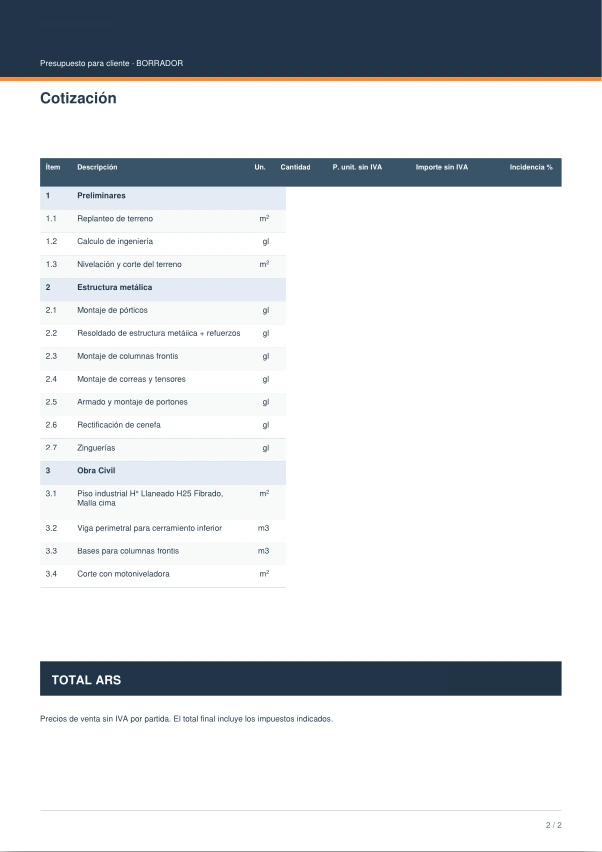 Presupuesto para cliente · BORRADOR
Cotización
Ítem Descripción Un. Cantidad P. unit. sin IVA Importe sin IVA Incidencia %
1 Preliminares
1.1 Replanteo de terreno m²
1.2 Calculo de ingeniería gl
1.3 Nivelación y corte del terreno m²
2 Estructura metálica
2.1 Montaje de pórticos gl
2.2 Resoldado de estructura metálica + refuerzos gl
2.3 Montaje de columnas frontis gl
2.4 Montaje de correas y tensores gl
2.5 Armado y montaje de portones gl
2.6 Rectificación de cenefa gl
2.7 Zinguerías gl
3 Obra Civil
3.1 Piso industrial H° Llaneado H25 Fibrado, m²
Malla cima
3.2 Viga perimetral para cerramiento inferior m3
3.3 Bases para columnas frontis m3
3.4 Corte con motoniveladora m²
TOTAL ARS
Precios de venta sin IVA por partida. El total final incluye los impuestos indicados.
2 / 2